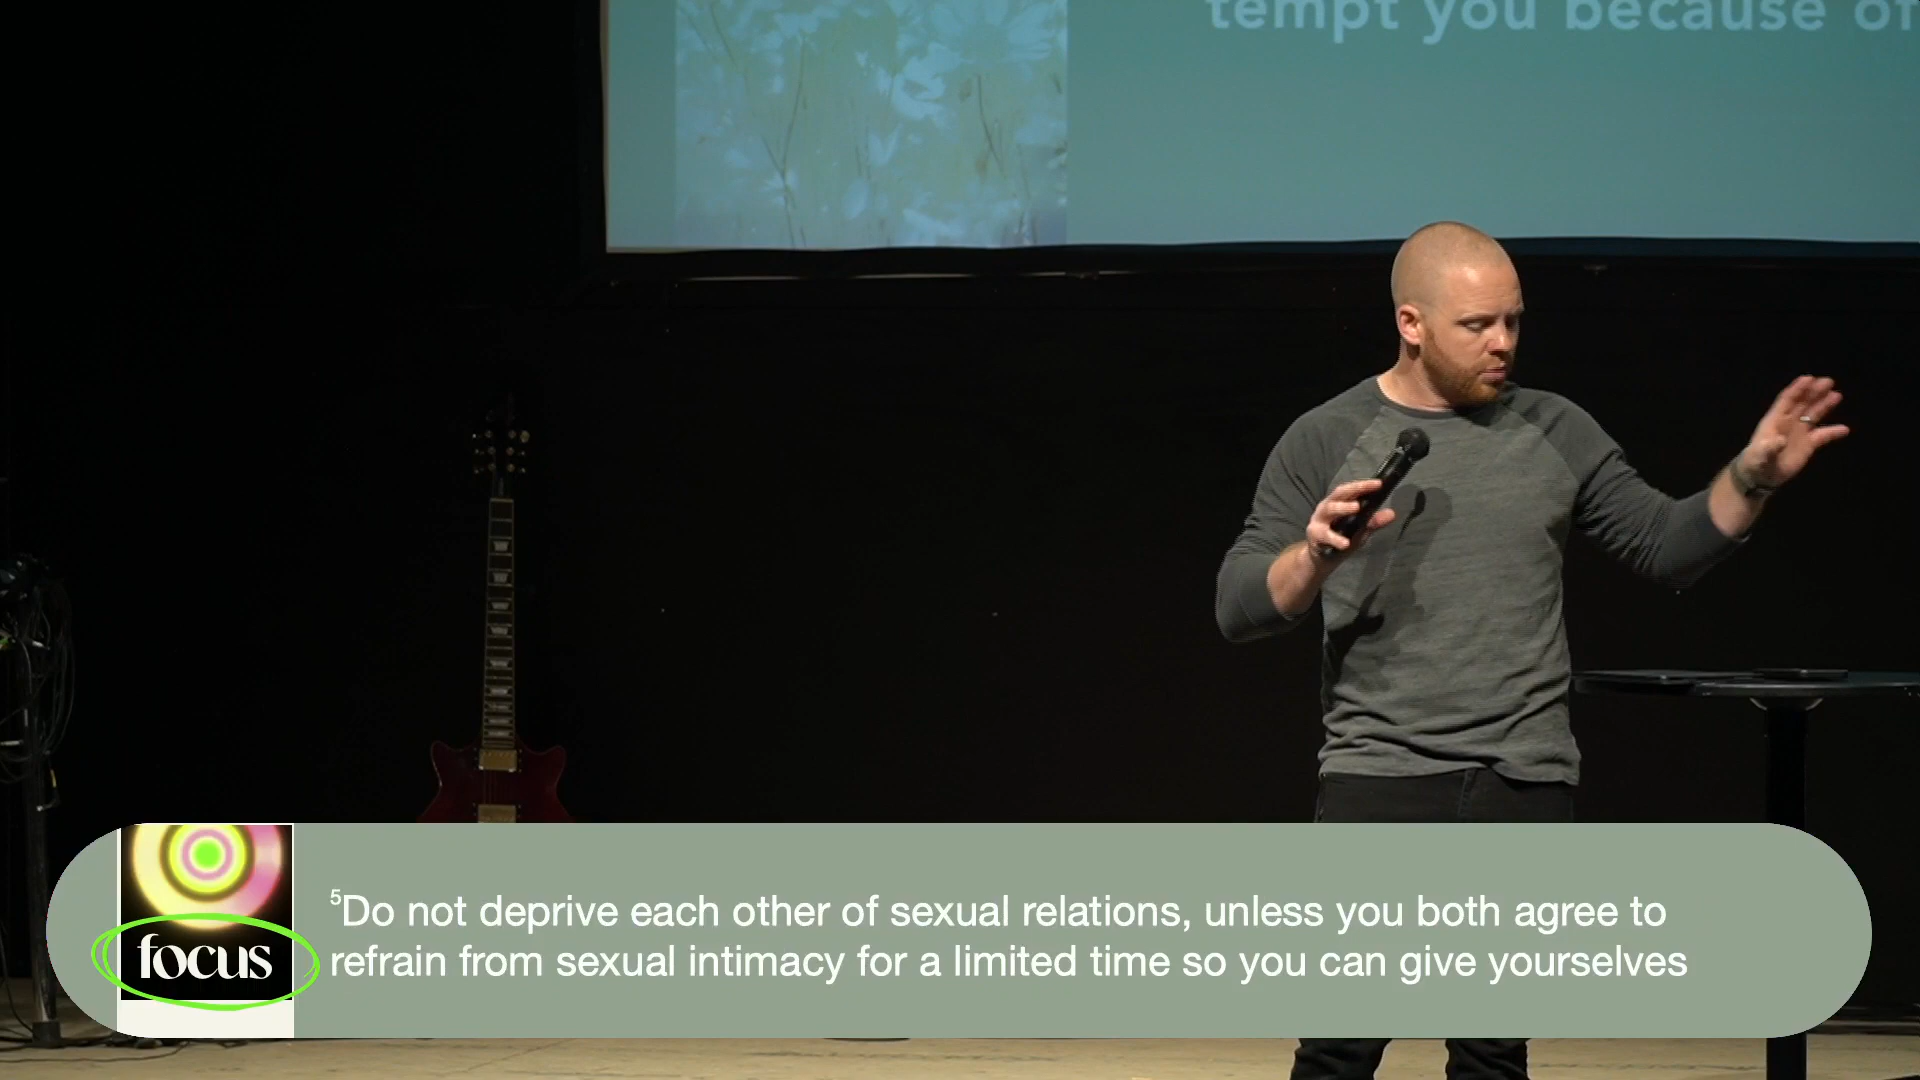 tempt you because of
⁵Do not deprive each other of sexual relations, unless you both agree to
refrain from sexual intimacy for a limited time so you can give yourselves
focus